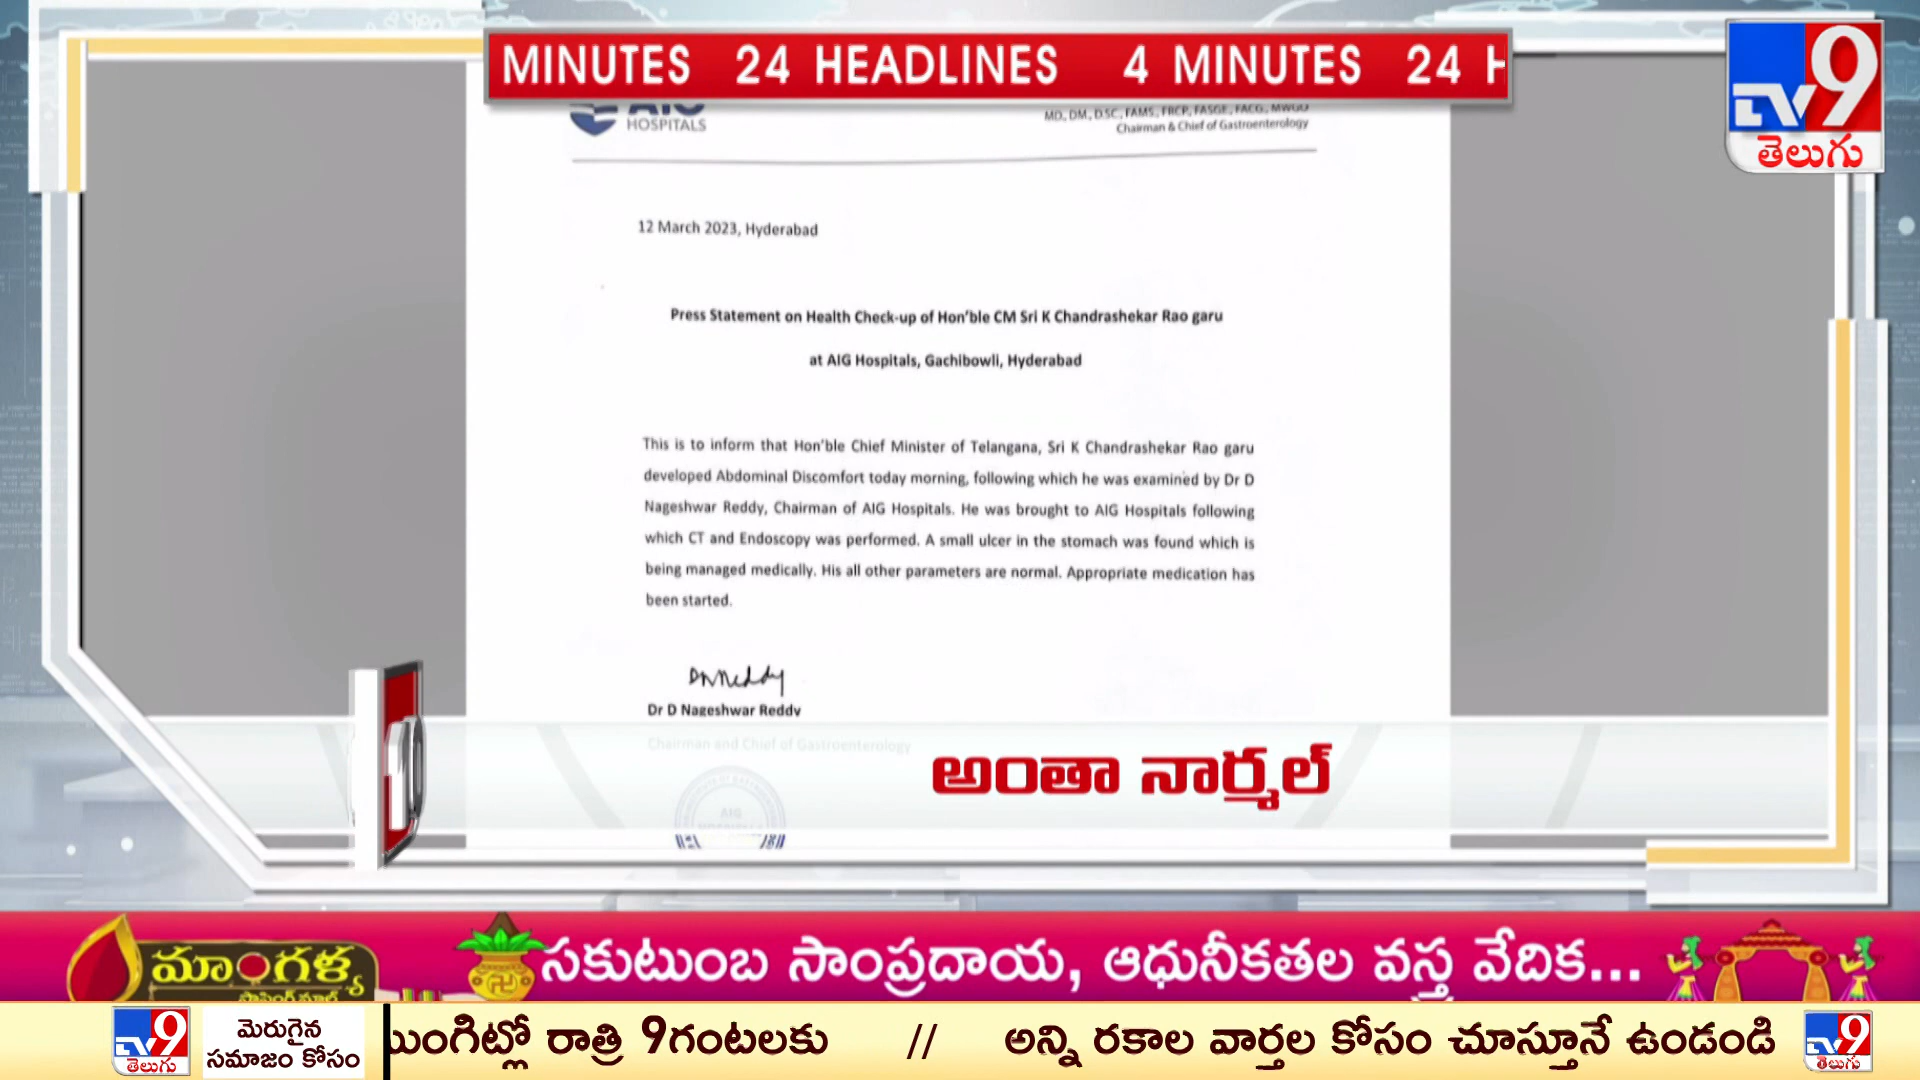 MINUTES 24 HEADLINES 4 MINUTES 24 H
TV9
తెలుగు
AIG
HOSPITALS
MD, DM, D.SC, FAMS, FRCP, FASGE, FACG, MWGO
Chairman & Chief of Gastroenterology
12 March 2023, Hyderabad
Press Statement on Health Check-up of Hon'ble CM Sri K Chandrashekar Rao garu
at AIG Hospitals, Gachibowli, Hyderabad
This is to inform that Hon'ble Chief Minister of Telangana, Sri K Chandrashekar Rao garu
developed Abdominal Discomfort today morning, following which he was examined by Dr D
Nageshwar Reddy, Chairman of AIG Hospitals. He was brought to AIG Hospitals following
which CT and Endoscopy was performed. A small ulcer in the stomach was found which is
being managed medically. His all other parameters are normal. Appropriate medication has
been started.
DNReddy
Dr D Nageshwar Reddy
Chairman and Chief of Gastroenterology
10
అంతా నార్మల్
AIG
మాంగళ్య
షాపింగ్ మాల్
సకుటుంబ సాంప్రదాయ, ఆధునీకతల వస్త్ర వేదిక...
TV9
తెలుగు
మెరుగైన
సమాజం కోసం
ముంగిట్లో రాత్రి 9గంటలకు // అన్ని రకాల వార్తల కోసం చూస్తూనే ఉండండి
TV9
తెలుగు